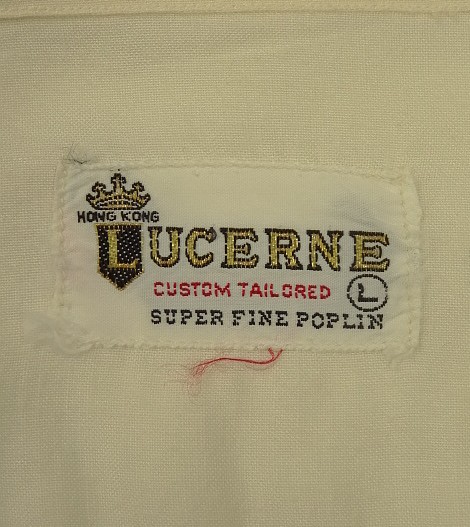 HONG KONG
LUCERNE
CUSTOM TAILORED L
SUPER FINE POPLIN